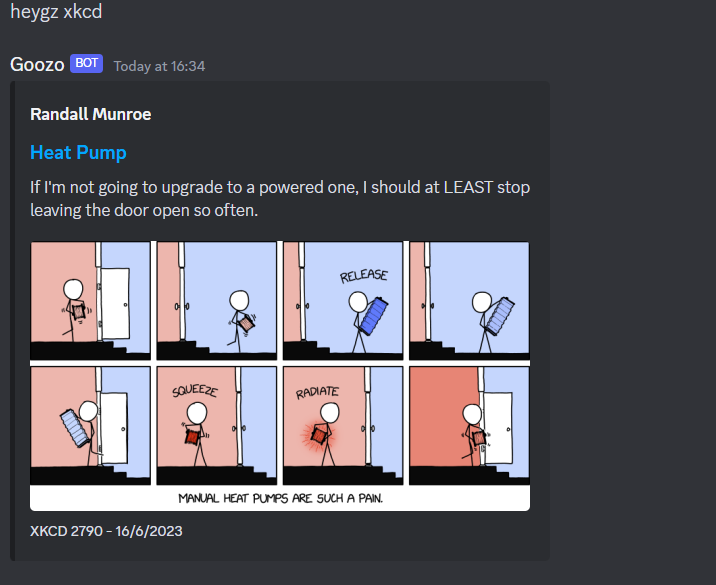 heygz xkcd
Goozo BOT Today at 16:34
Randall Munroe
Heat Pump
If I'm not going to upgrade to a powered one, I should at LEAST stop
leaving the door open so often.
RELEASE
SQUEEZE
RADIATE
MANUAL HEAT PUMPS ARE SUCH A PAIN.
XKCD 2790 - 16/6/2023